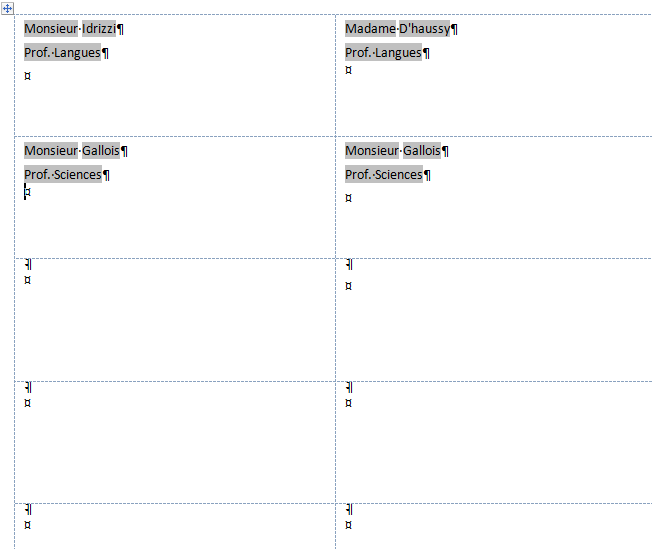 Monsieur·Idrizzi¶
Madame·D'haussy¶
Prof.·Langues¶
Prof.·Langues¶
¤
¤
Monsieur·Gallois¶
Monsieur·Gallois¶
Prof.·Sciences¶
Prof.·Sciences¶
¤
¤
¶
¶
¤
¤
¶
¶
¤
¤
¶
¶
¤
¤